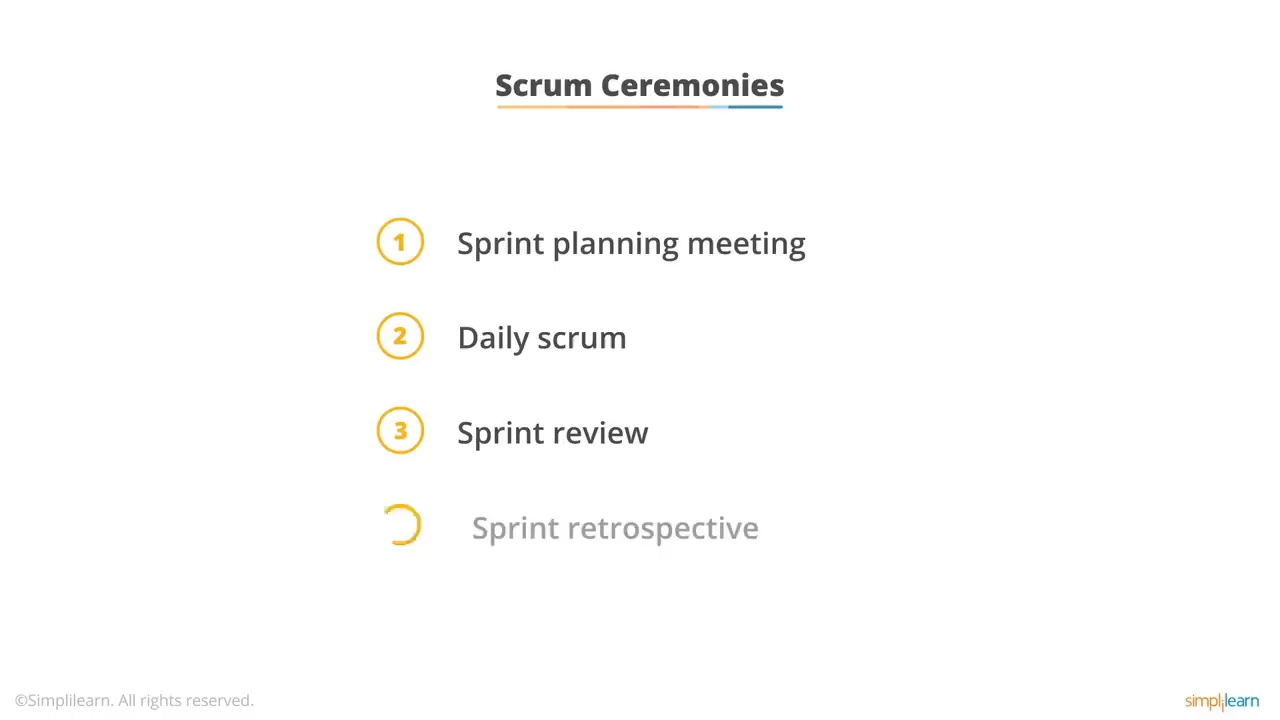 Scrum Ceremonies
1 Sprint planning meeting
2 Daily scrum
3 Sprint review
Sprint retrospective
©Simplilearn. All rights reserved.
simplilearn